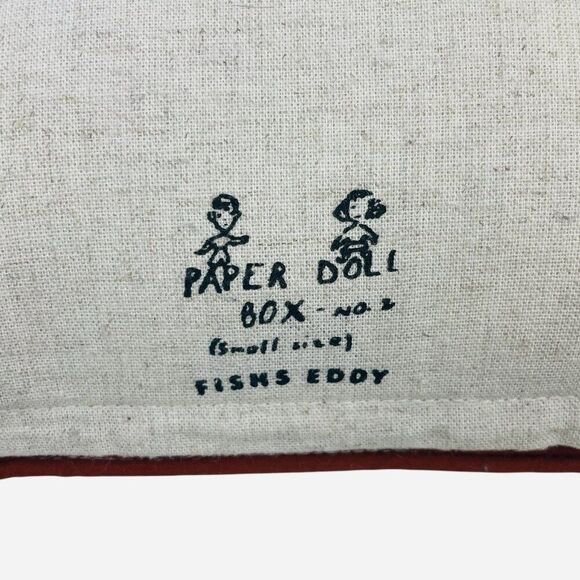 PAPER DOLL
BOX - NO. 2
(small size)
FISHS EDDY